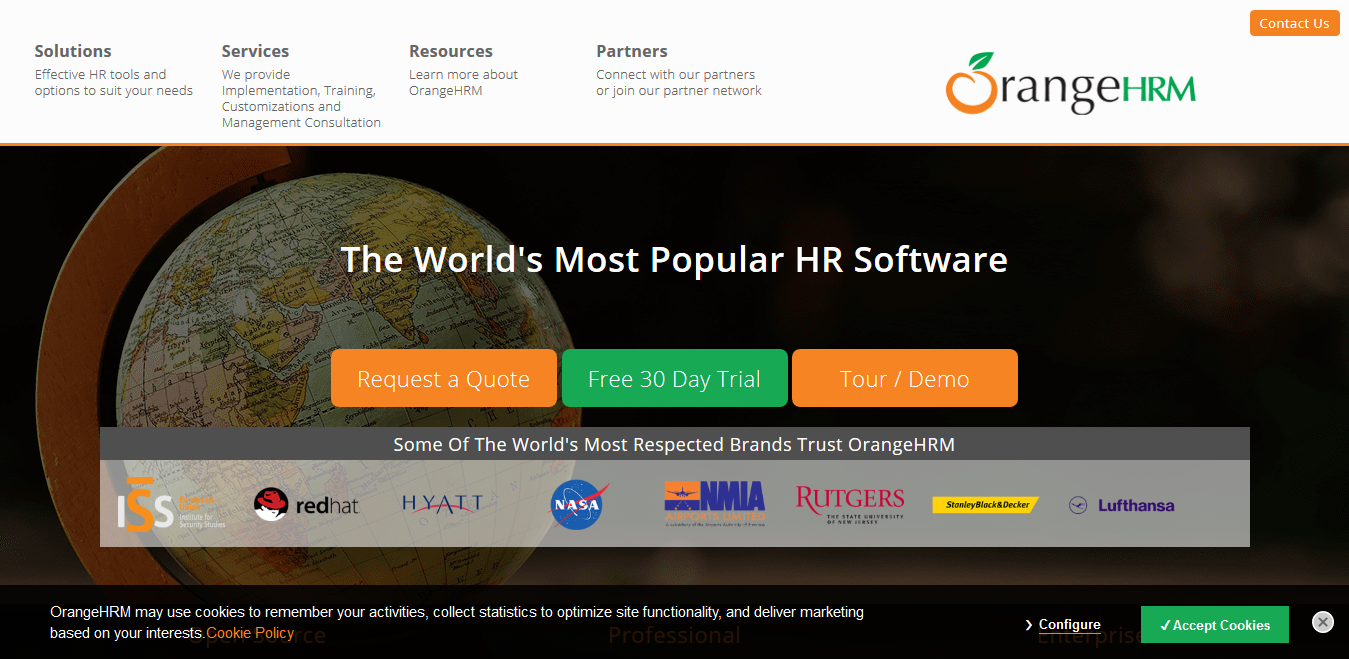 Contact Us
Solutions
Effective HR tools and
options to suit your needs
Services
We provide
Implementation, Training,
Customizations and
Management Consultation
Resources
Learn more about
OrangeHRM
Partners
Connect with our partners
or join our partner network
OrangeHRM
The World's Most Popular HR Software
Request a Quote
Free 30 Day Trial
Tour / Demo
Some Of The World's Most Respected Brands Trust OrangeHRM
ISS
Institute for
Security Studies
redhat
HYATT
NASA
NMIA
AIRPORTS LIMITED
RUTGERS
THE STATE UNIVERSITY
OF NEW JERSEY
StanleyBlack&Decker
Lufthansa
OrangeHRM may use cookies to remember your activities, collect statistics to optimize site functionality, and deliver marketing
based on your interests.Cookie Policy
Configure
Accept Cookies
Open Source
Professional
Enterprise